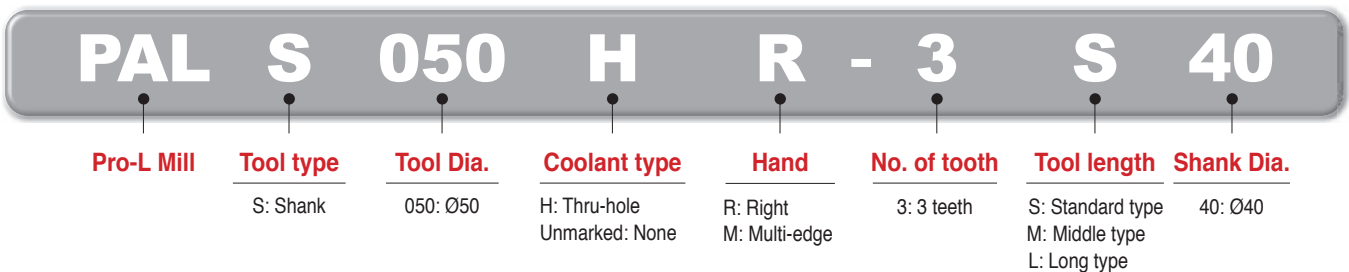 PAL S 050 H R - 3 S 40
Pro-L Mill Tool type Tool Dia. Coolant type Hand No. of tooth Tool length Shank Dia.
S: Shank 050: Ø50 H: Thru-hole R: Right 3: 3 teeth S: Standard type 40: Ø40
Unmarked: None M: Multi-edge M: Middle type
L: Long type